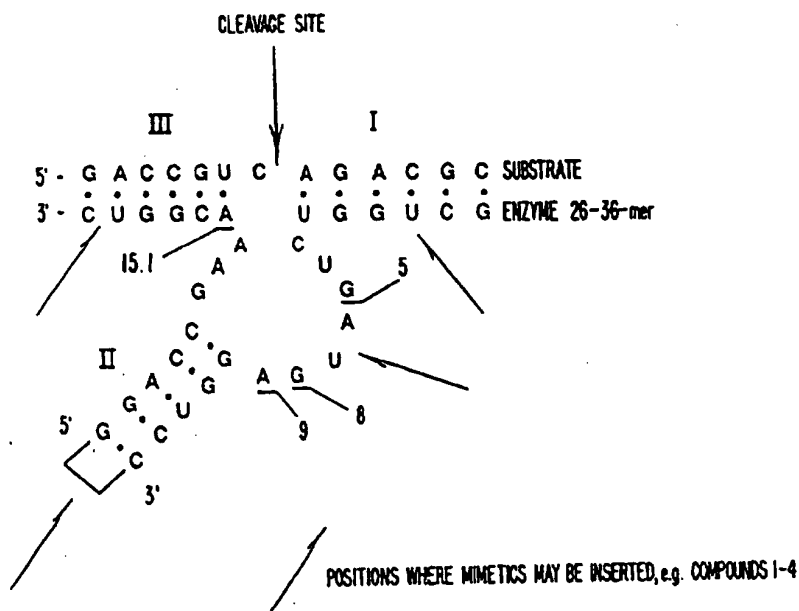 CLEAVAGE SITE
III I
5' - G A C C G U C A G A C G C SUBSTRATE
3' - C U G G C A U G G U C G ENZYME 26-36-mer
15.1 A C
A U 5
G G
C A
II C G U
A G A G
G U 9 8
5' G C
C
3'
POSITIONS WHERE MIMETICS MAY BE INSERTED, e.g. COMPOUNDS 1-4